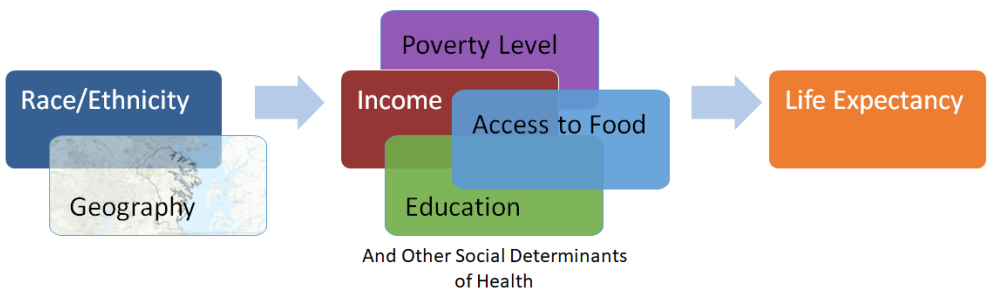 Race/Ethnicity
Geography
Poverty Level
Income
Access to Food
Education
And Other Social Determinants
of Health
Life Expectancy